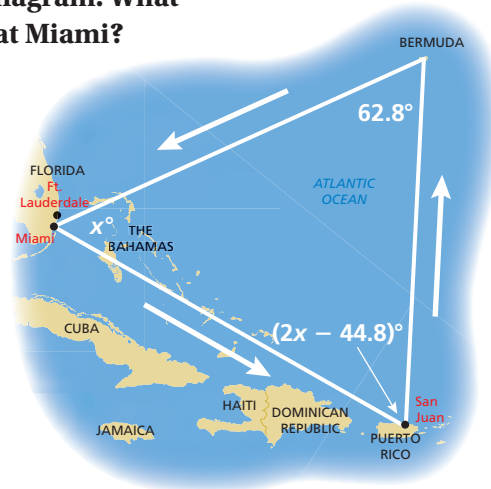 nagram. What
at Miami?
BERMUDA
62.8°
FLORIDA
Ft.
Lauderdale
Miami
x°
THE
BAHAMAS
ATLANTIC
OCEAN
CUBA
(2x − 44.8)°
HAITI
DOMINICAN
REPUBLIC
JAMAICA
San
Juan
PUERTO
RICO